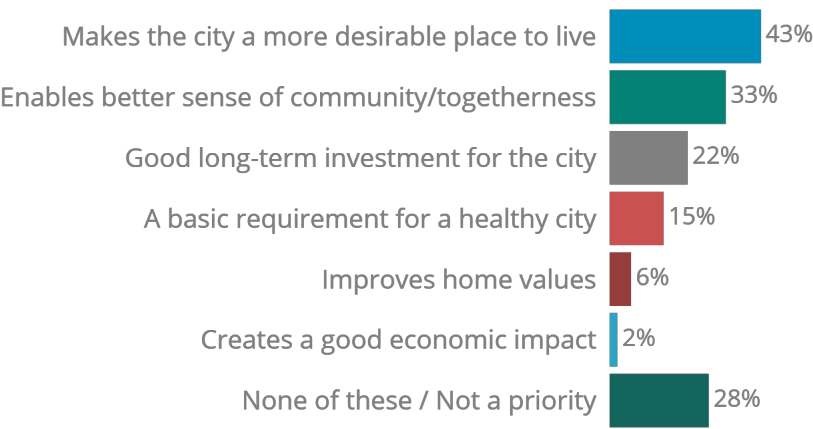 Makes the city a more desirable place to live 43%
Enables better sense of community/togetherness 33%
Good long-term investment for the city 22%
A basic requirement for a healthy city 15%
Improves home values 6%
Creates a good economic impact 2%
None of these / Not a priority 28%